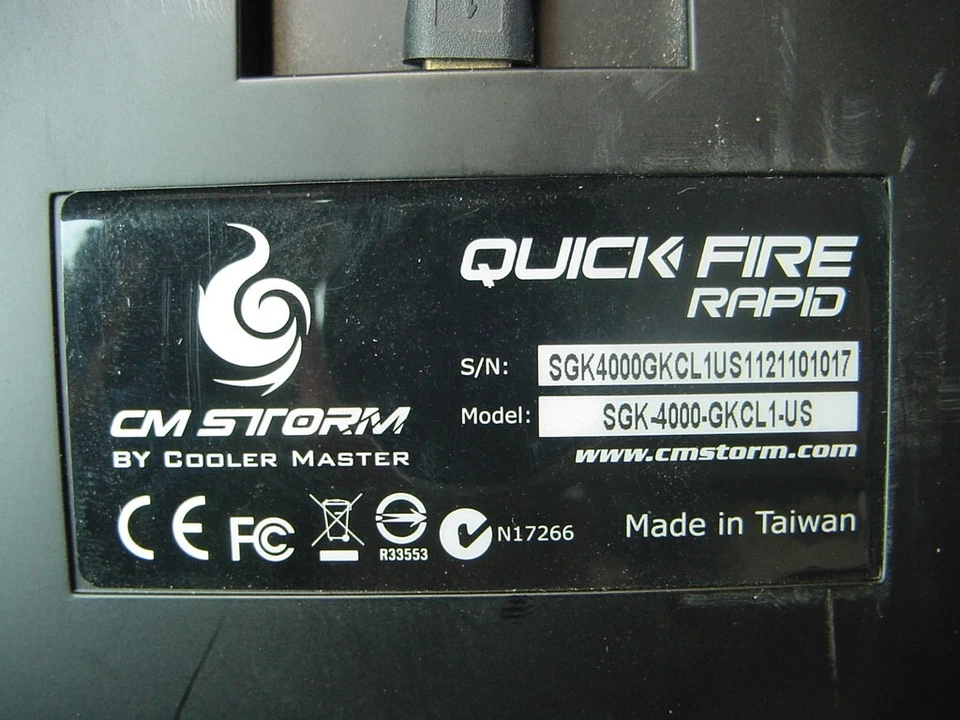 QUICK FIRE
RAPID
CM STORM
BY COOLER MASTER
S/N: SGK4000GKCL1US1121101017
Model: SGK-4000-GKCL1-US
www.cmstorm.com
CE FC R33553 N17266 Made in Taiwan